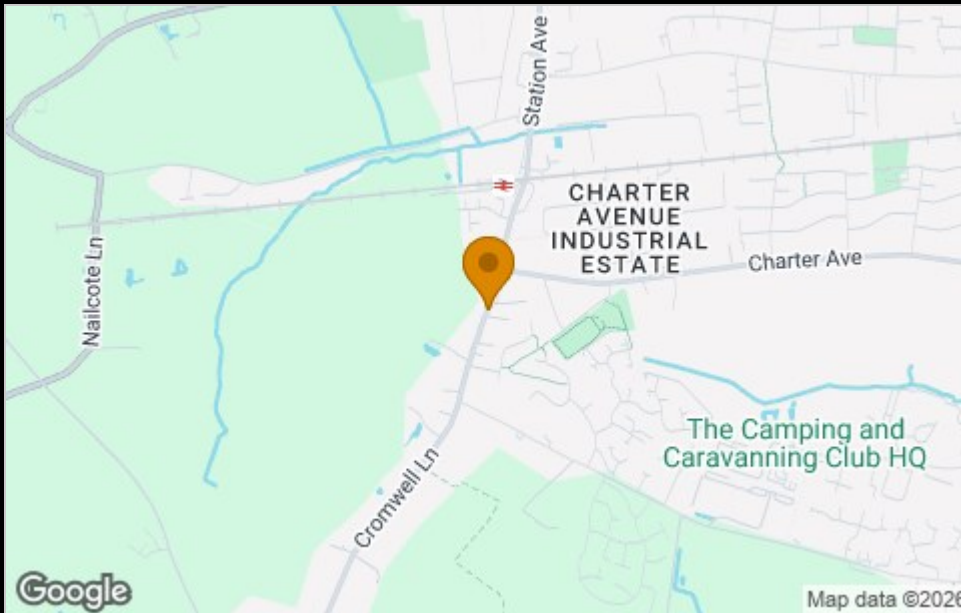 Station Ave
CHARTER
AVENUE
INDUSTRIAL
ESTATE
Charter Ave
Nailcote Ln
The Camping and
Caravanning Club HQ
Cromwell Ln
Google
Map data ©2026